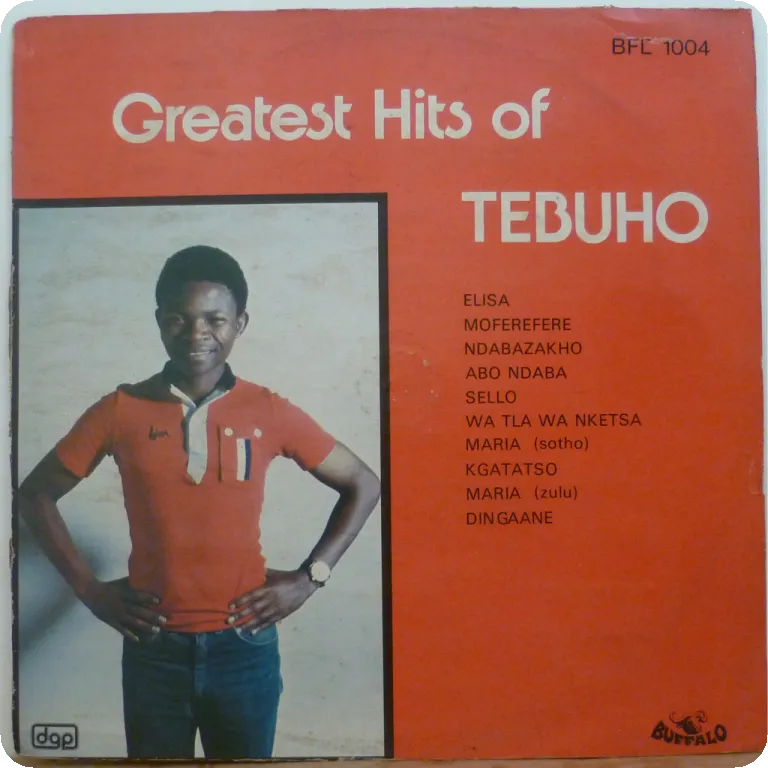 BFL 1004
Greatest Hits of
TEBUHO
ELISA
MOFEREFERE
NDABAZAKHO
ABO NDABA
SELLO
WA TLA WA NKETSA
MARIA (sotho)
KGATATSO
MARIA (zulu)
DINGAANE
dgp
BUFFALO